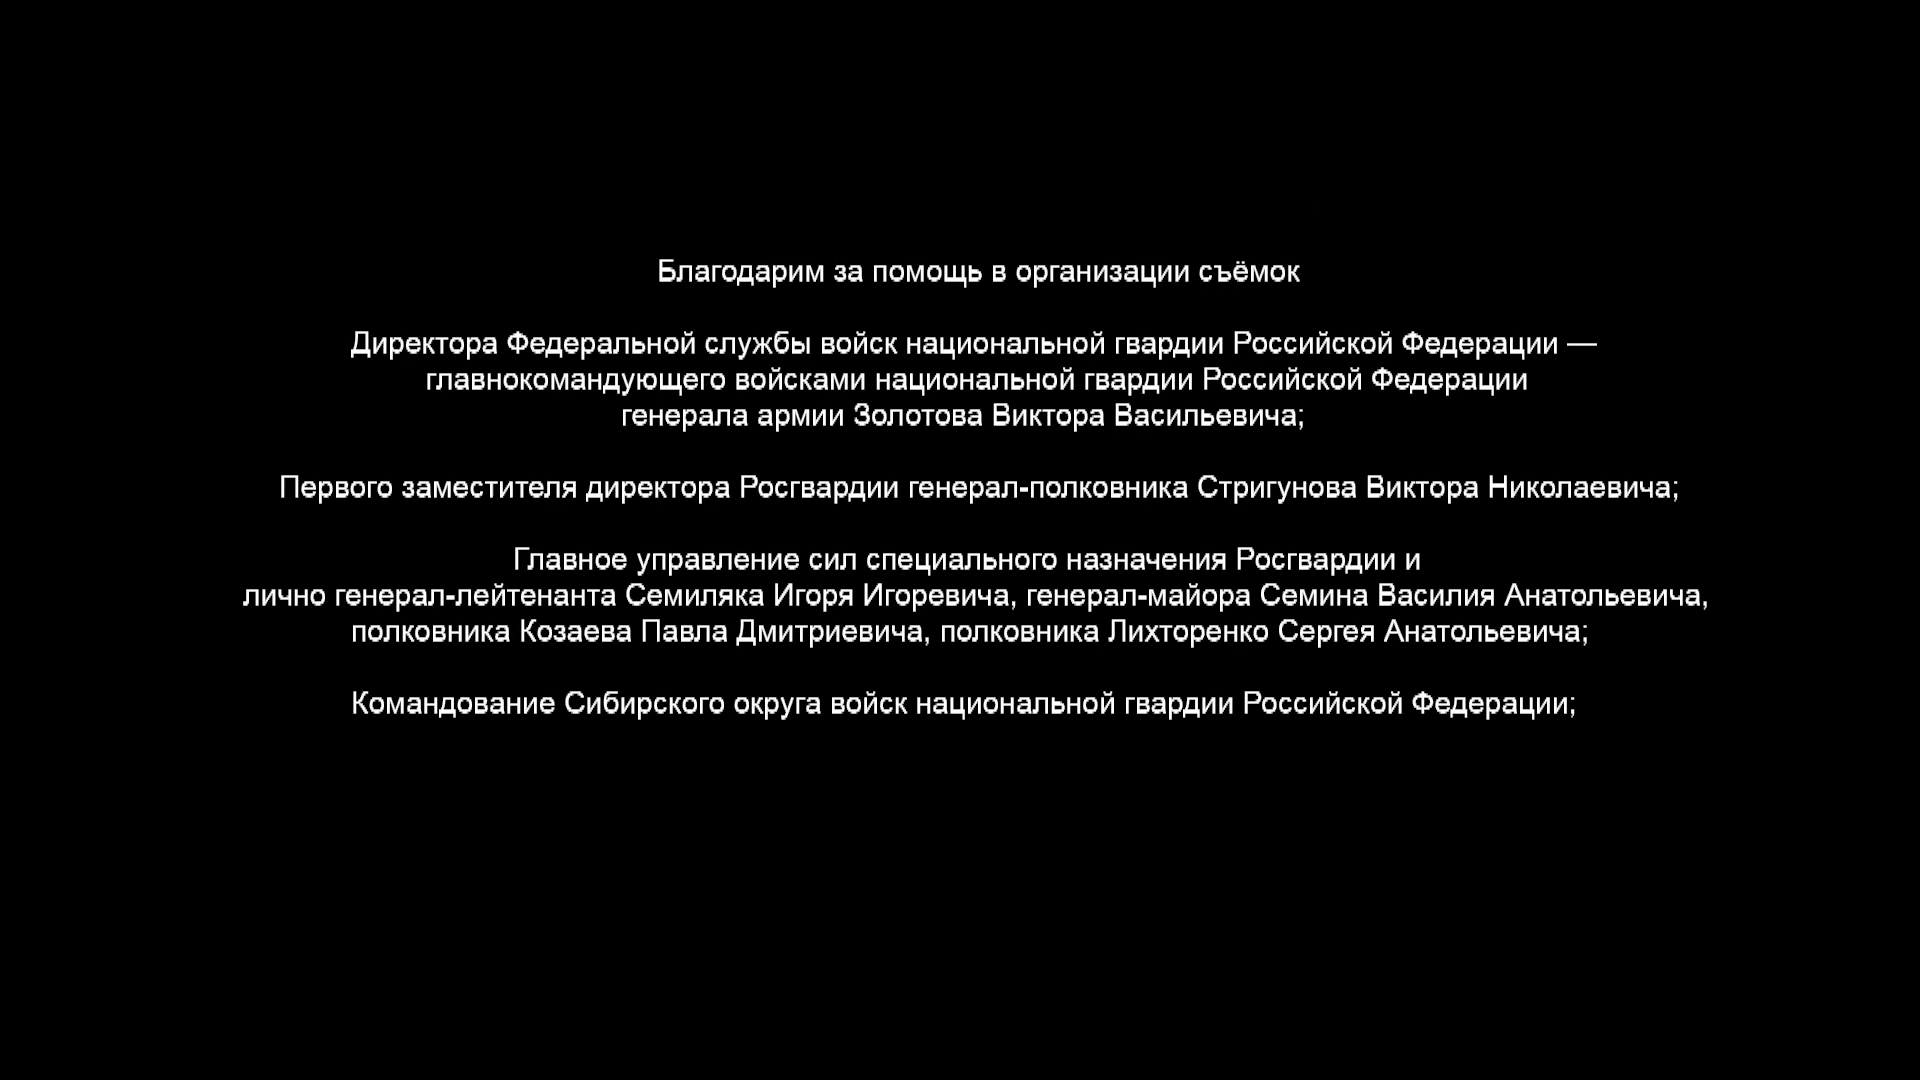 Благодарим за помощь в организации съёмок
Директора Федеральной службы войск национальной гвардии Российской Федерации —
главнокомандующего войсками национальной гвардии Российской Федерации
генерала армии Золотова Виктора Васильевича;
Первого заместителя директора Росгвардии генерал-полковника Стригунова Виктора Николаевича;
Главное управление сил специального назначения Росгвардии и
лично генерал-лейтенанта Семиляка Игоря Игоревича, генерал-майора Семина Василия Анатольевича,
полковника Козаева Павла Дмитриевича, полковника Лихторенко Сергея Анатольевича;
Командование Сибирского округа войск национальной гвардии Российской Федерации;